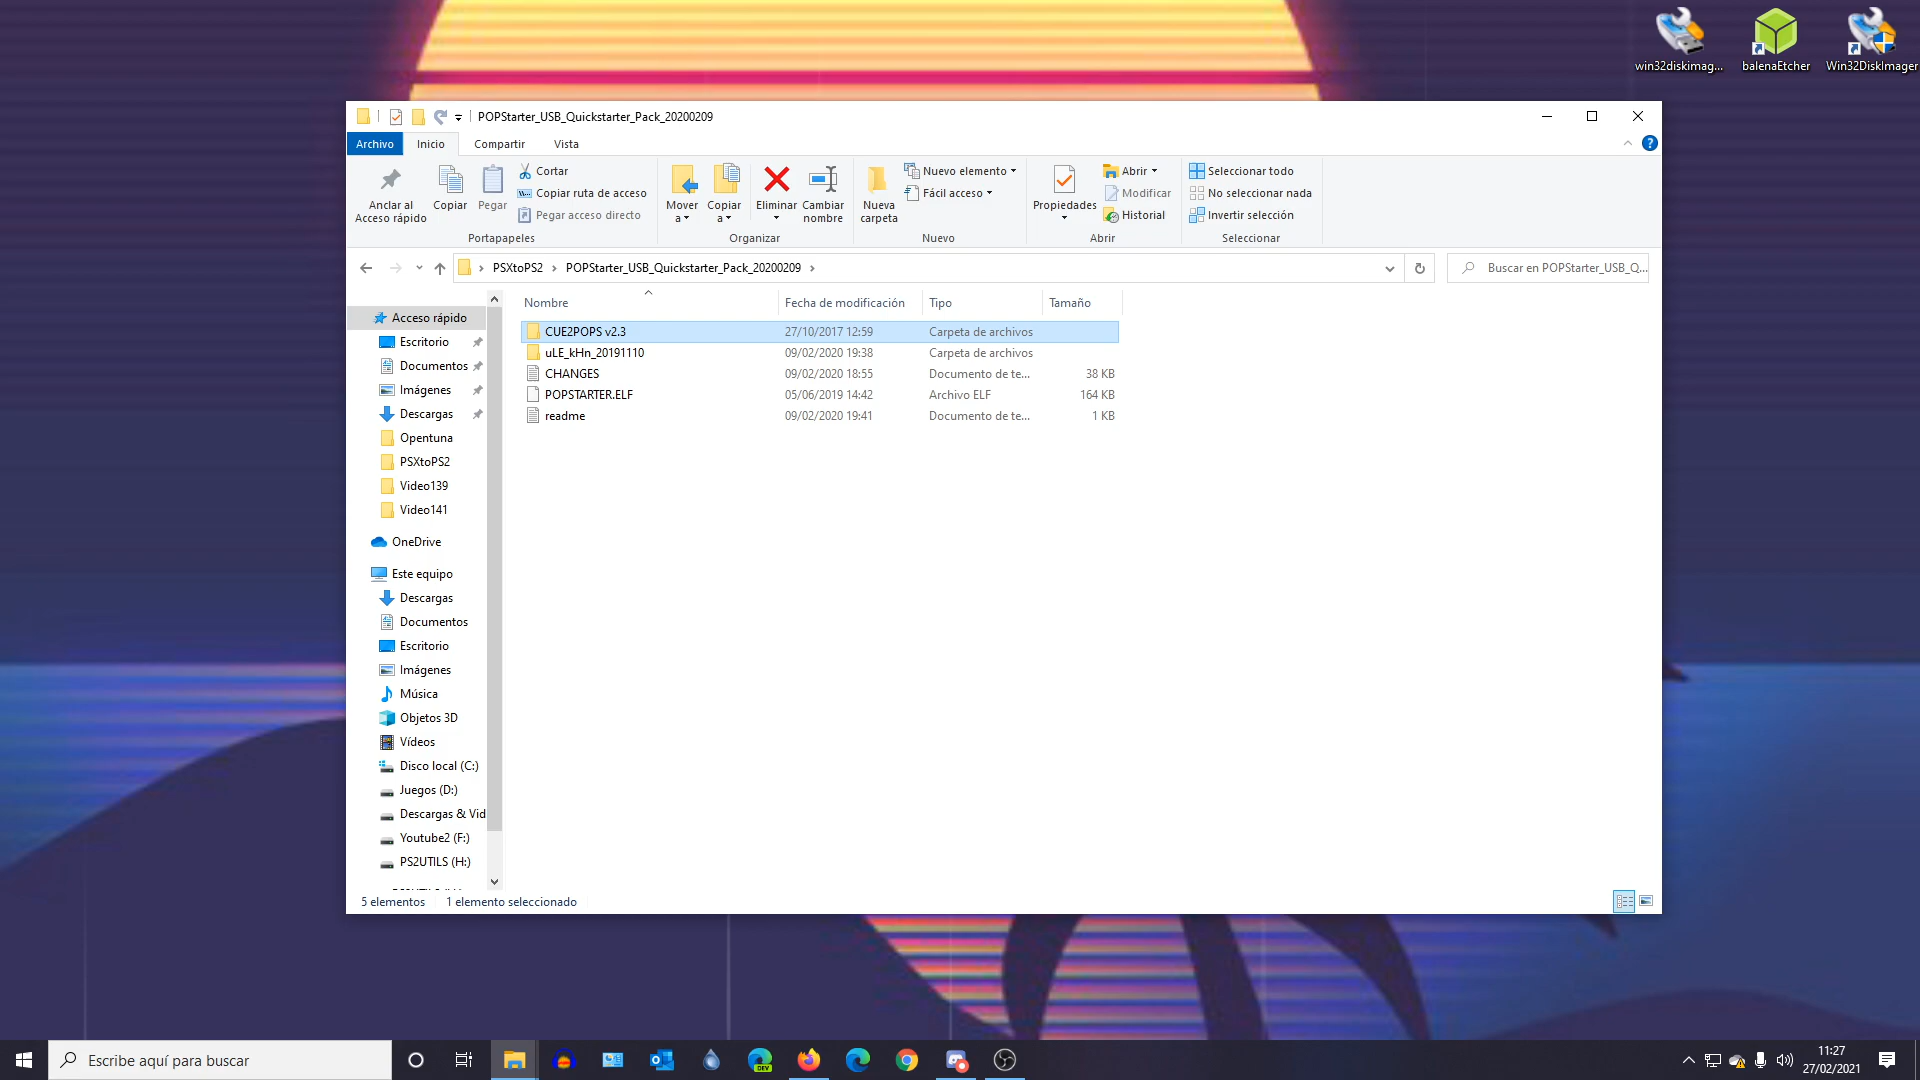 win32diskimag...
balenaEtcher
Win32DiskImager
POPStarter_USB_Quickstarter_Pack_20200209
Archivo
Inicio
Compartir
Vista
Anclar al
Acceso rápido
Copiar
Pegar
Cortar
Copiar ruta de acceso
Pegar acceso directo
Portapapeles
Mover
a
Copiar
a
Eliminar
Cambiar
nombre
Organizar
Nueva
carpeta
Nuevo elemento
Fácil acceso
Nuevo
Propiedades
Abrir
Modificar
Historial
Abrir
Seleccionar todo
No seleccionar nada
Invertir selección
Seleccionar
PSXtoPS2 › POPStarter_USB_Quickstarter_Pack_20200209 ›
Buscar en POPStarter_USB_Q...
Nombre Fecha de modificación Tipo Tamaño
CUE2POPS v2.3 27/10/2017 12:59 Carpeta de archivos
uLE_kHn_20191110 09/02/2020 19:38 Carpeta de archivos
CHANGES 09/02/2020 18:55 Documento de te... 38 KB
POPSTARTER.ELF 05/06/2019 14:42 Archivo ELF 164 KB
readme 09/02/2020 19:41 Documento de te... 1 KB
Acceso rápido
Escritorio
Documentos
Imágenes
Descargas
Opentuna
PSXtoPS2
Video139
Video141
OneDrive
Este equipo
Descargas
Documentos
Escritorio
Imágenes
Música
Objetos 3D
Vídeos
Disco local (C:)
Juegos (D:)
Descargas & Vid
Youtube2 (F:)
PS2UTILS (H:)
5 elementos
1 elemento seleccionado
Escribe aquí para buscar
DEV
11:27
27/02/2021